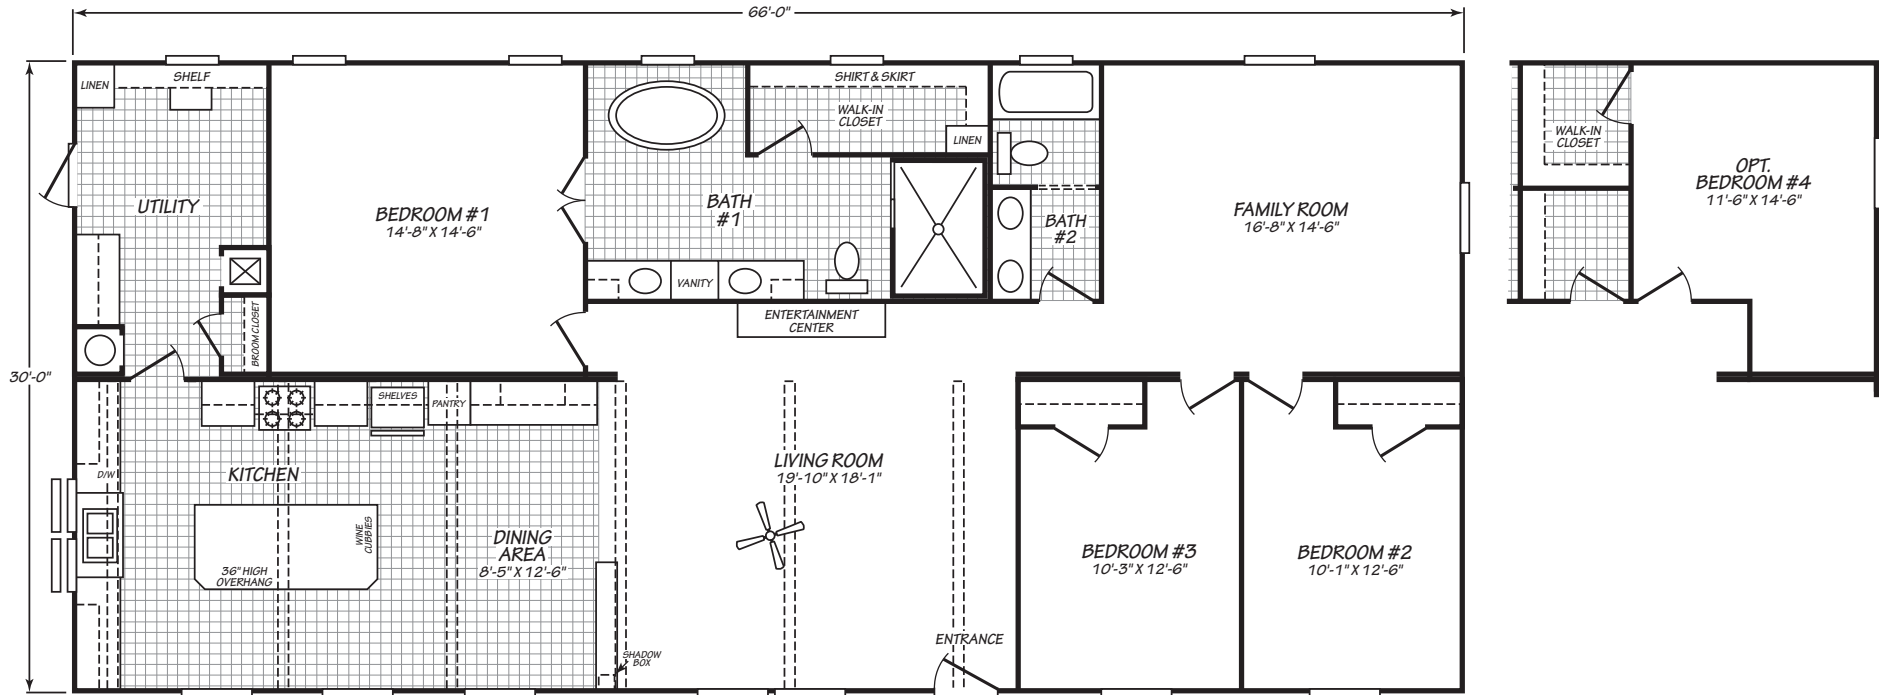 66'-0"
30'-0"
LINEN
SHELF
UTILITY
BROOM CLOSET
BEDROOM #1
14'-8" X 14'-6"
BATH
#1
VANITY
SHIRT & SKIRT
WALK-IN
CLOSET
LINEN
ENTERTAINMENT
CENTER
BATH
#2
FAMILY ROOM
16'-8" X 14'-6"
WALK-IN
CLOSET
OPT.
BEDROOM #4
11'-6" X 14'-6"
SHELVES
PANTRY
D/W
KITCHEN
WINE
CUBBIES
36" HIGH
OVERHANG
DINING
AREA
8'-5" X 12'-6"
SHADOW
BOX
LIVING ROOM
19'-10" X 18'-1"
ENTRANCE
BEDROOM #3
10'-3" X 12'-6"
BEDROOM #2
10'-1" X 12'-6"